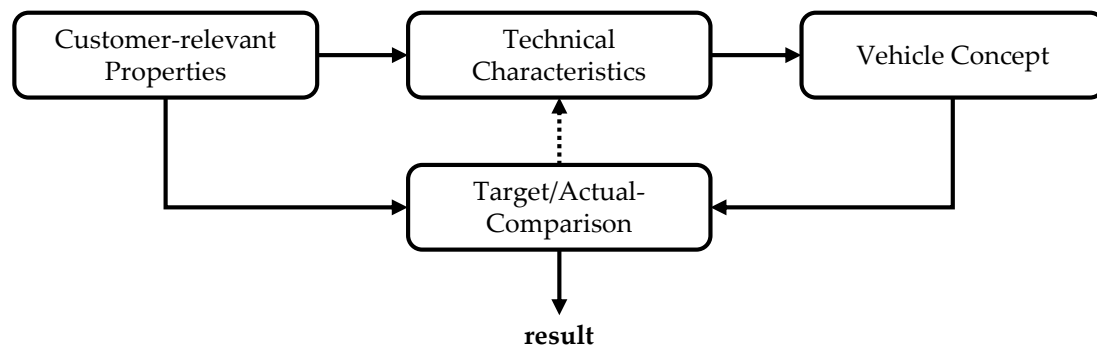 Customer-relevant
Properties
Technical
Characteristics
Vehicle Concept
Target/Actual-
Comparison
result